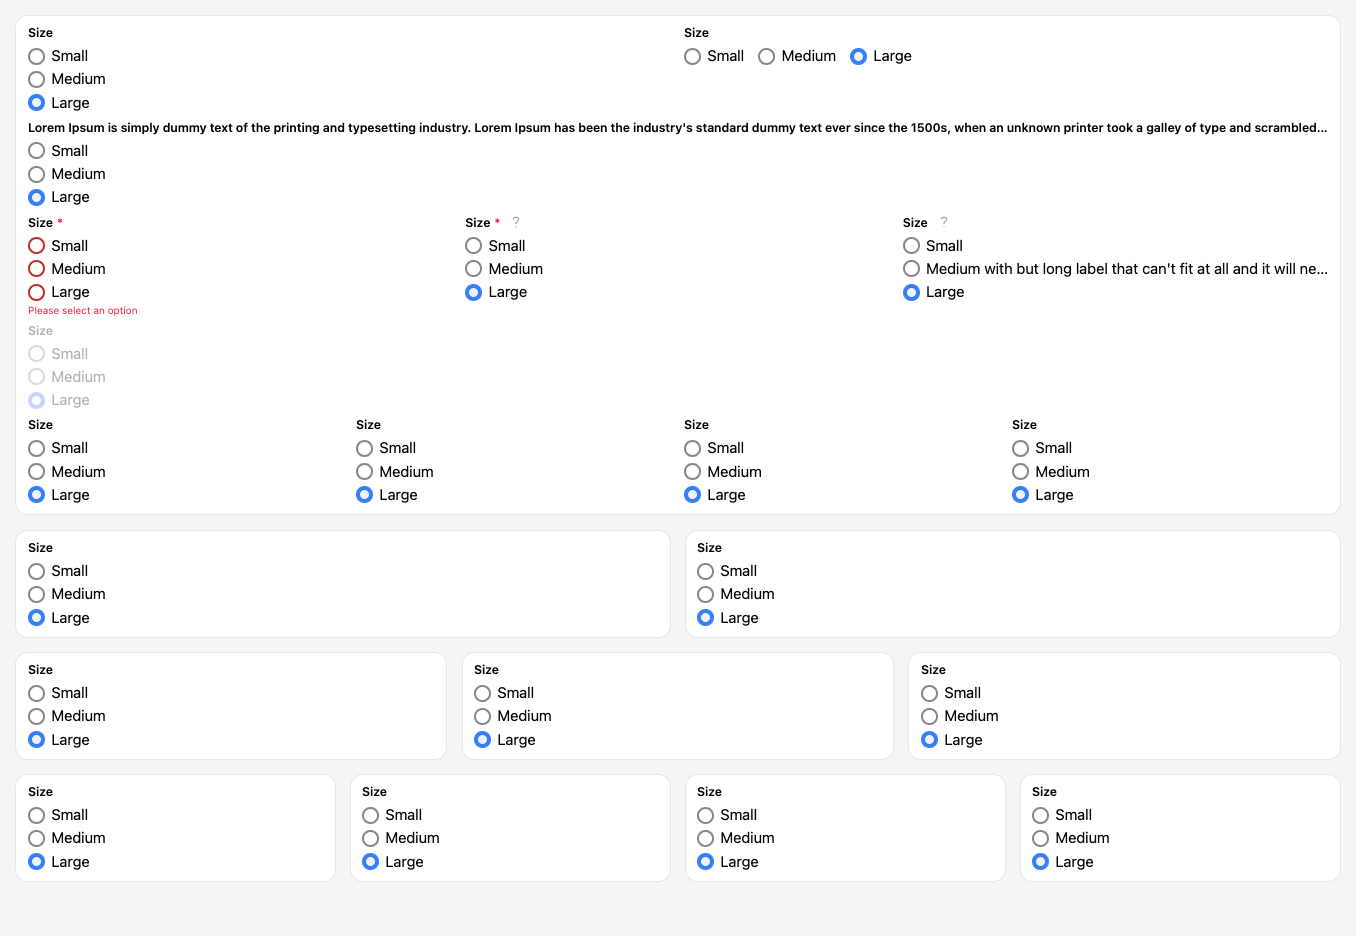 Size
Small
Medium
Large
Size
Small Medium Large
Lorem Ipsum is simply dummy text of the printing and typesetting industry. Lorem Ipsum has been the industry's standard dummy text ever since the 1500s, when an unknown printer took a galley of type and scrambled...
Small
Medium
Large
Size *
Small
Medium
Large
Please select an option
Size * ?
Small
Medium
Large
Size ?
Small
Medium with but long label that can't fit at all and it will ne...
Large
Size
Small
Medium
Large
Size
Small
Medium
Large
Size
Small
Medium
Large
Size
Small
Medium
Large
Size
Small
Medium
Large
Size
Small
Medium
Large
Size
Small
Medium
Large
Size
Small
Medium
Large
Size
Small
Medium
Large
Size
Small
Medium
Large
Size
Small
Medium
Large
Size
Small
Medium
Large
Size
Small
Medium
Large
Size
Small
Medium
Large